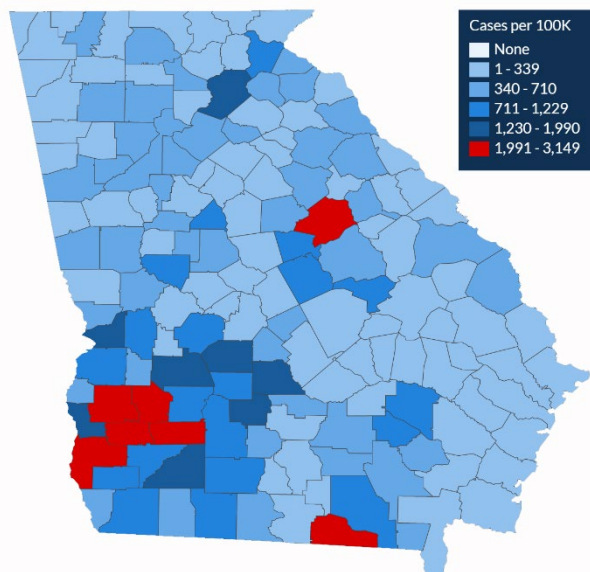 Cases per 100K
None
1 - 339
340 - 710
711 - 1,229
1,230 - 1,990
1,991 - 3,149